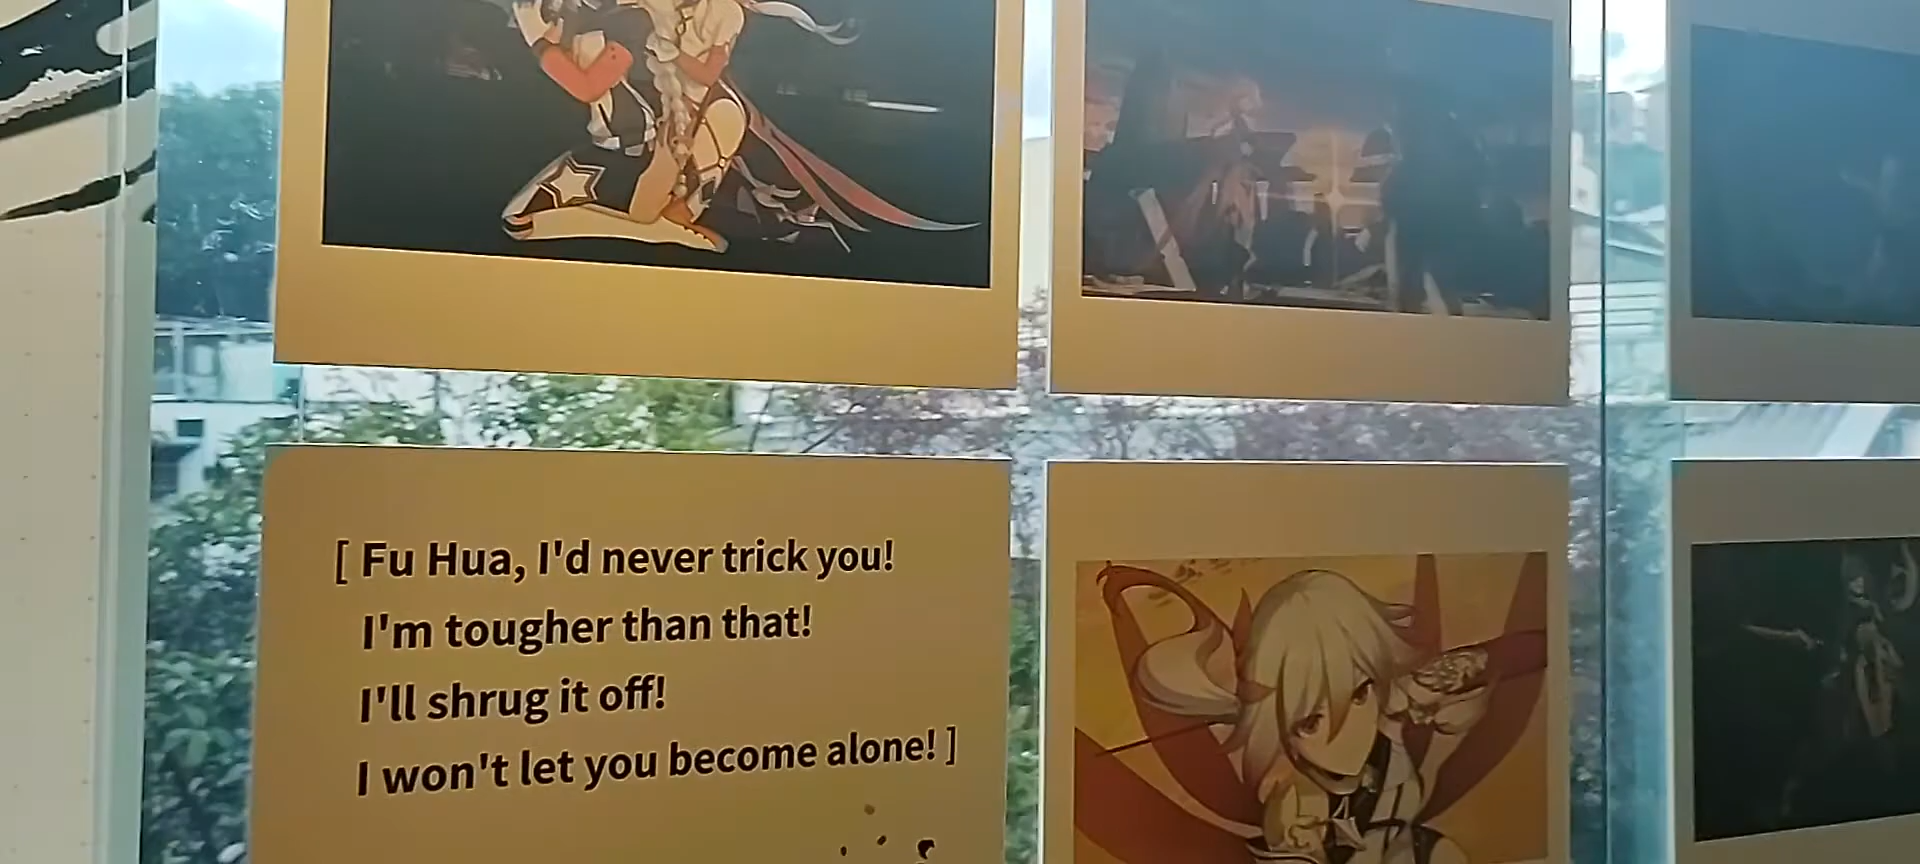 [ Fu Hua, I'd never trick you!
I'm tougher than that!
I'll shrug it off!
I won't let you become alone! ]